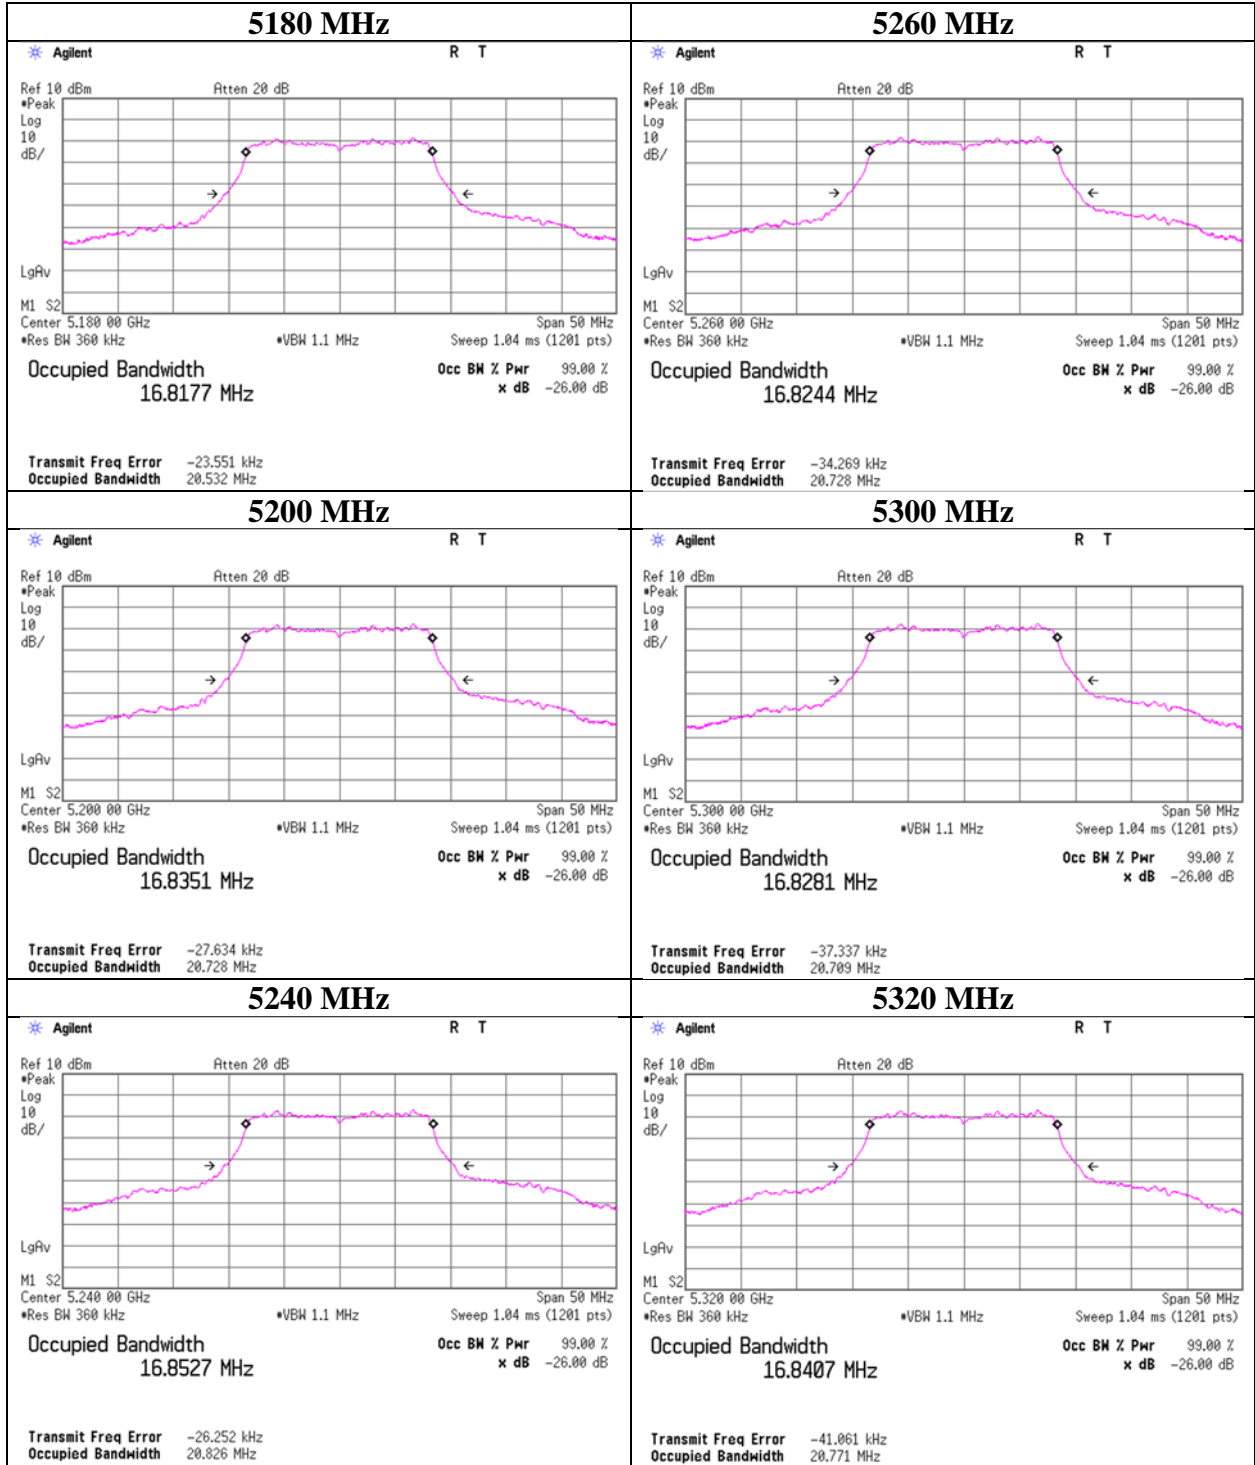 5180 MHz
Agilent R T
Ref 10 dBm Atten 20 dB
*Peak
Log
10
dB/
LgAv
M1 S2
Center 5.180 00 GHz Span 50 MHz
*Res BW 360 kHz *VBW 1.1 MHz Sweep 1.04 ms (1201 pts)
Occupied Bandwidth Occ BW % Pwr 99.00 %
16.8177 MHz x dB -26.00 dB
Transmit Freq Error -23.551 kHz
Occupied Bandwidth 20.532 MHz
5260 MHz
Agilent R T
Ref 10 dBm Atten 20 dB
*Peak
Log
10
dB/
LgAv
M1 S2
Center 5.260 00 GHz Span 50 MHz
*Res BW 360 kHz *VBW 1.1 MHz Sweep 1.04 ms (1201 pts)
Occupied Bandwidth Occ BW % Pwr 99.00 %
16.8244 MHz x dB -26.00 dB
Transmit Freq Error -34.269 kHz
Occupied Bandwidth 20.728 MHz
5200 MHz
Agilent R T
Ref 10 dBm Atten 20 dB
*Peak
Log
10
dB/
LgAv
M1 S2
Center 5.200 00 GHz Span 50 MHz
*Res BW 360 kHz *VBW 1.1 MHz Sweep 1.04 ms (1201 pts)
Occupied Bandwidth Occ BW % Pwr 99.00 %
16.8351 MHz x dB -26.00 dB
Transmit Freq Error -27.634 kHz
Occupied Bandwidth 20.728 MHz
5300 MHz
Agilent R T
Ref 10 dBm Atten 20 dB
*Peak
Log
10
dB/
LgAv
M1 S2
Center 5.300 00 GHz Span 50 MHz
*Res BW 360 kHz *VBW 1.1 MHz Sweep 1.04 ms (1201 pts)
Occupied Bandwidth Occ BW % Pwr 99.00 %
16.8281 MHz x dB -26.00 dB
Transmit Freq Error -37.337 kHz
Occupied Bandwidth 20.709 MHz
5240 MHz
Agilent R T
Ref 10 dBm Atten 20 dB
*Peak
Log
10
dB/
LgAv
M1 S2
Center 5.240 00 GHz Span 50 MHz
*Res BW 360 kHz *VBW 1.1 MHz Sweep 1.04 ms (1201 pts)
Occupied Bandwidth Occ BW % Pwr 99.00 %
16.8527 MHz x dB -26.00 dB
Transmit Freq Error -26.252 kHz
Occupied Bandwidth 20.826 MHz
5320 MHz
Agilent R T
Ref 10 dBm Atten 20 dB
*Peak
Log
10
dB/
LgAv
M1 S2
Center 5.320 00 GHz Span 50 MHz
*Res BW 360 kHz *VBW 1.1 MHz Sweep 1.04 ms (1201 pts)
Occupied Bandwidth Occ BW % Pwr 99.00 %
16.8407 MHz x dB -26.00 dB
Transmit Freq Error -41.061 kHz
Occupied Bandwidth 20.771 MHz